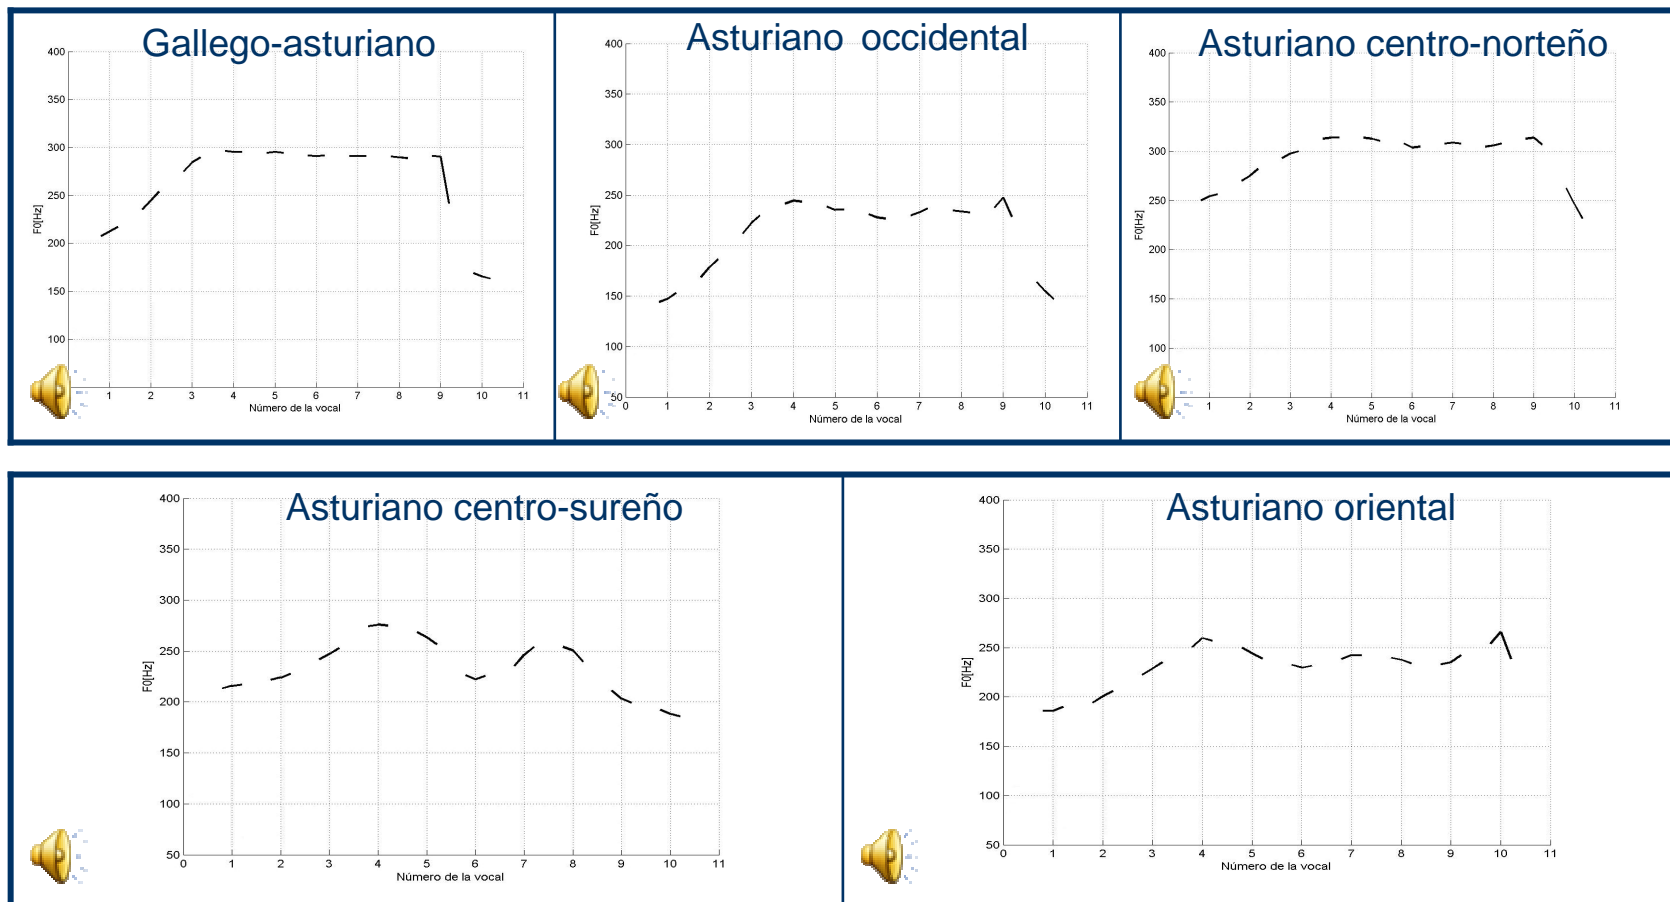 Gallego-asturiano
400
350
300
250
200
150
100
F0[Hz]
1 2 3 4 5 6 7 8 9 10 11
Número de la vocal
Asturiano occidental
400
350
300
250
200
150
100
50
F0[Hz]
0 1 2 3 4 5 6 7 8 9 10 11
Número de la vocal
Asturiano centro-norteño
400
350
300
250
200
150
100
F0[Hz]
1 2 3 4 5 6 7 8 9 10 11
Número de la vocal
Asturiano centro-sureño
400
350
300
250
200
150
100
50
F0[Hz]
0 1 2 3 4 5 6 7 8 9 10 11
Número de la vocal
Asturiano oriental
400
350
300
250
200
150
100
50
F0[Hz]
0 1 2 3 4 5 6 7 8 9 10 11
Número de la vocal